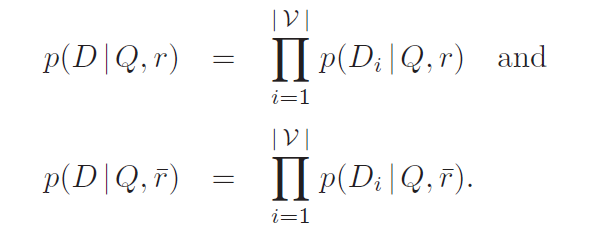 p(D | Q, r) = ∏_{i=1}^{|𝒱|} p(D_i | Q, r) and
p(D | Q, r̄) = ∏_{i=1}^{|𝒱|} p(D_i | Q, r̄).